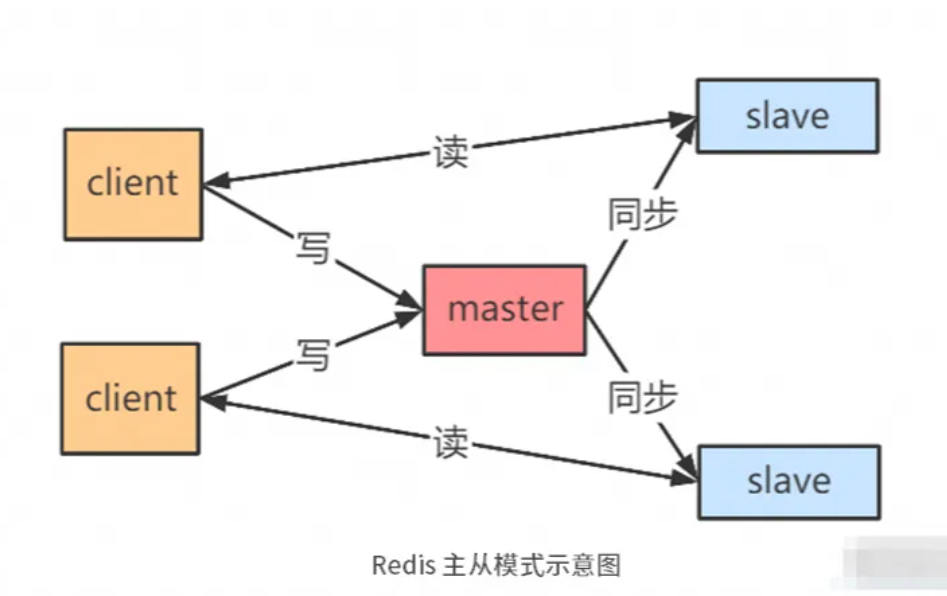 slave
client
读
同步
写
master
写
client
同步
读
slave
Redis 主从模式示意图